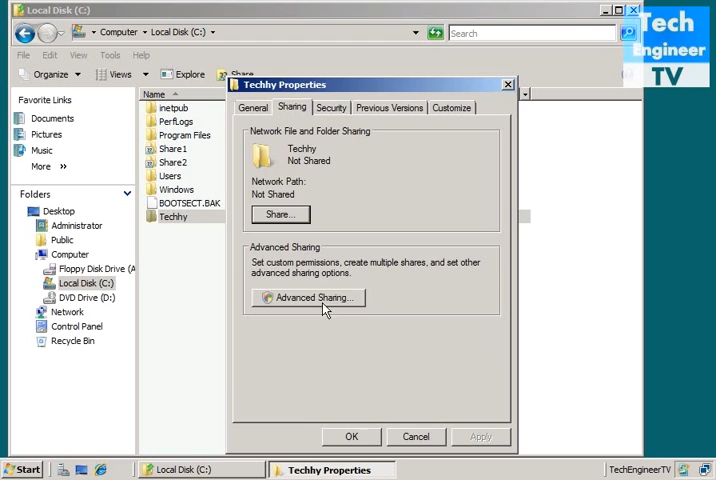 Local Disk (C:)
Tech
Engineer
TV
Computer
Local Disk (C:)
Search
File
Edit
View
Tools
Help
Organize
Views
Explore
Share
Favorite Links
Documents
Pictures
Music
More »
Folders
Desktop
Administrator
Public
Computer
Floppy Disk Drive (A
Local Disk (C:)
DVD Drive (D:)
Network
Control Panel
Recycle Bin
Name
inetpub
PerfLogs
Program Files
Share1
Share2
Users
Windows
BOOTSECT.BAK
Techhy
Techhy Properties
General
Sharing
Security
Previous Versions
Customize
Network File and Folder Sharing
Techhy
Not Shared
Network Path:
Not Shared
Share...
Advanced Sharing
Set custom permissions, create multiple shares, and set other
advanced sharing options.
Advanced Sharing...
OK
Cancel
Apply
Start
Local Disk (C:)
Techhy Properties
TechEngineerTV